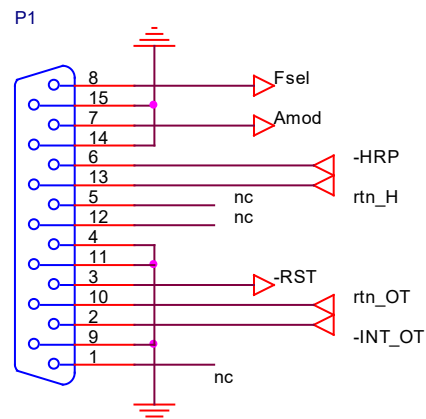 P1
8 Fsel
15
7 Amod
14
6 -HRP
13 rtn_H
5 nc
12 nc
4
11
3 -RST
10 rtn_OT
2 -INT_OT
9
1 nc